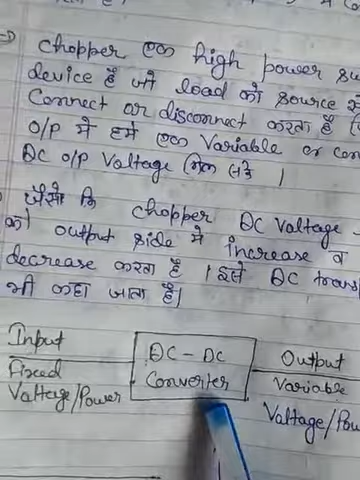 → chopper एक high power
device है जो load को source से
Connect or disconnect करता है
O/P में हमे एक Variable or
DC O/P Voltage मिल सके ।
जैसे कि chopper DC Voltage
को output side में increase व
decrease करता है । इसे DC
भी कहा जाता है।
Input
Fixed
Voltage/Power
DC - DC
Converter
Output
Variable
Voltage/